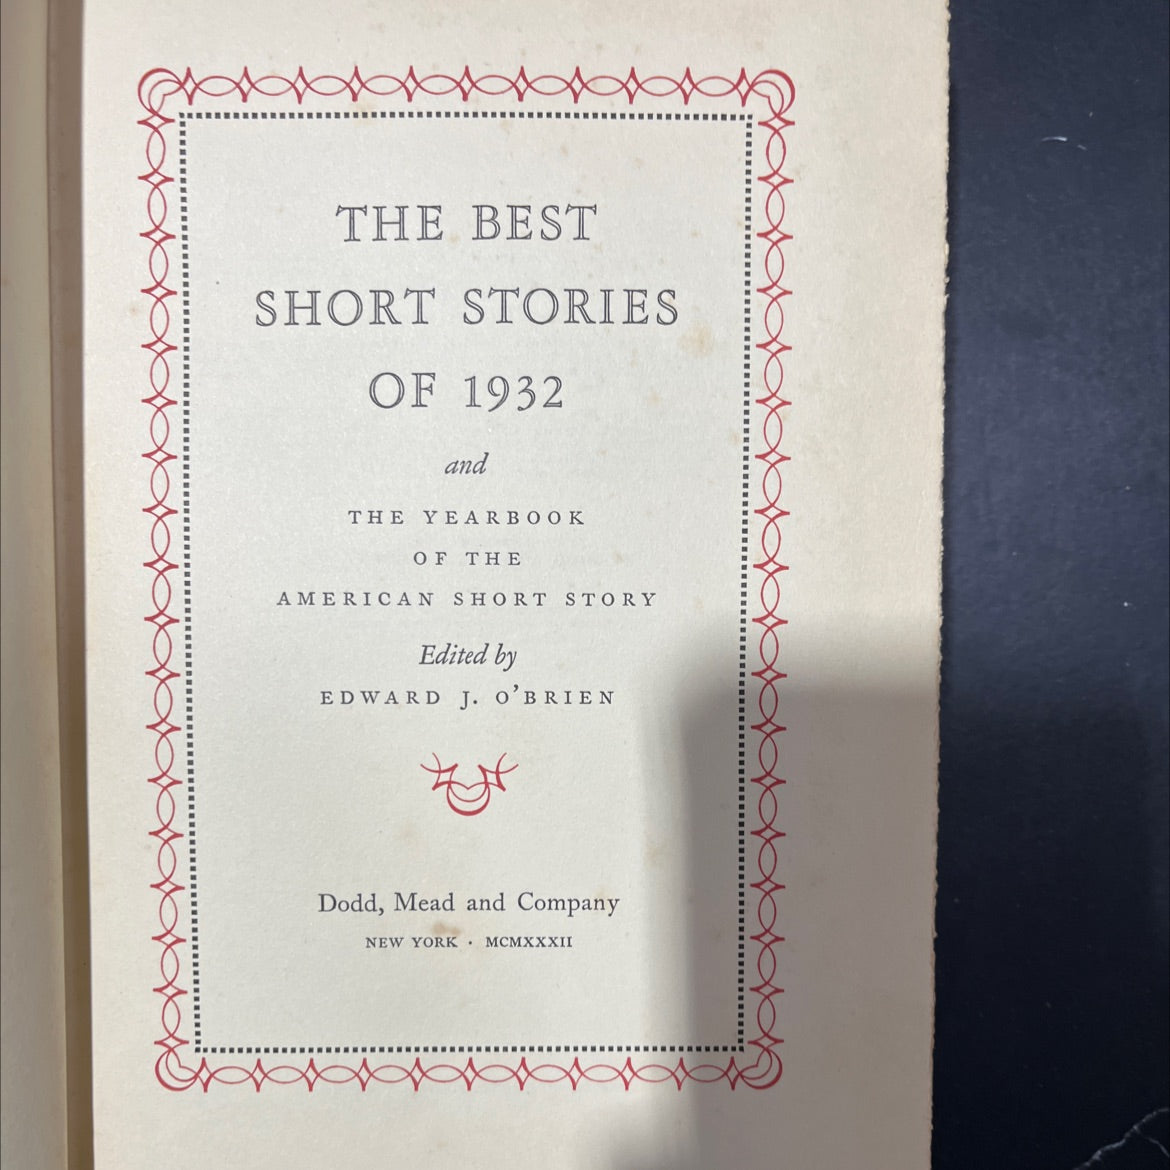 THE BEST
SHORT STORIES
OF 1932
and
THE YEARBOOK
OF THE
AMERICAN SHORT STORY
Edited by
EDWARD J. O'BRIEN
Dodd, Mead and Company
NEW YORK · MCMXXXII